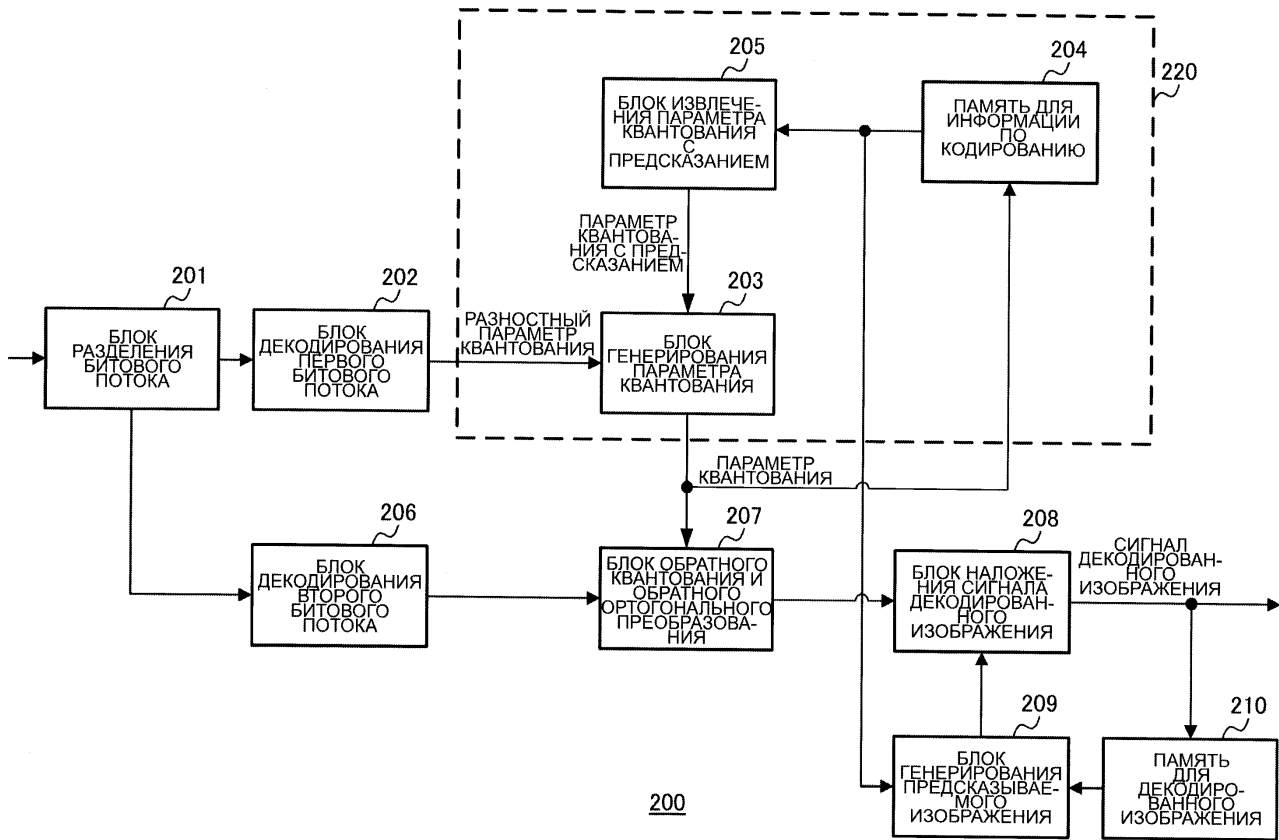 205
БЛОК ИЗВЛЕЧЕ-
НИЯ ПАРАМЕТРА
КВАНТОВАНИЯ
С
ПРЕДСКАЗАНИЕМ
204
ПАМЯТЬ ДЛЯ
ИНФОРМАЦИИ
ПО
КОДИРОВАНИЮ
220
ПАРАМЕТР
КВАНТОВА-
НИЯ С ПРЕД-
СКАЗАНИЕМ
201
БЛОК
РАЗДЕЛЕНИЯ
БИТОВОГО
ПОТОКА
202
БЛОК
ДЕКОДИРОВАНИЯ
ПЕРВОГО
БИТОВОГО
ПОТОКА
РАЗНОСТНЫЙ
ПАРАМЕТР
КВАНТОВАНИЯ
203
БЛОК
ГЕНЕРИРОВАНИЯ
ПАРАМЕТРА
КВАНТОВАНИЯ
ПАРАМЕТР
КВАНТОВАНИЯ
206
БЛОК
ДЕКОДИРОВАНИЯ
ВТОРОГО
БИТОВОГО
ПОТОКА
207
БЛОК ОБРАТНОГО
КВАНТОВАНИЯ И
ОБРАТНОГО
ОРТОГОНАЛЬНОГО
ПРЕОБРАЗОВА-
НИЯ
208
БЛОК НАЛОЖЕ-
НИЯ СИГНАЛА
ДЕКОДИРОВАН-
НОГО
ИЗОБРАЖЕНИЯ
СИГНАЛ
ДЕКОДИРОВАН-
НОГО
ИЗОБРАЖЕНИЯ
209
БЛОК
ГЕНЕРИРОВАНИЯ
ПРЕДСКАЗЫВАЕ-
МОГО
ИЗОБРАЖЕНИЯ
210
ПАМЯТЬ
ДЛЯ
ДЕКОДИРО-
ВАННОГО
ИЗОБРАЖЕНИЯ
200